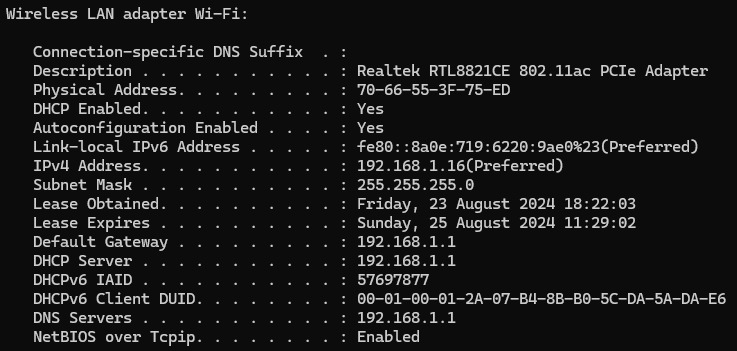 Wireless LAN adapter Wi-Fi:
Connection-specific DNS Suffix  . :
Description . . . . . . . . . . . : Realtek RTL8821CE 802.11ac PCIe Adapter
Physical Address. . . . . . . . . : 70-66-55-3F-75-ED
DHCP Enabled. . . . . . . . . . . : Yes
Autoconfiguration Enabled . . . . : Yes
Link-local IPv6 Address . . . . . : fe80::8a0e:719:6220:9ae0%23(Preferred)
IPv4 Address. . . . . . . . . . . : 192.168.1.16(Preferred)
Subnet Mask . . . . . . . . . . . : 255.255.255.0
Lease Obtained. . . . . . . . . . : Friday, 23 August 2024 18:22:03
Lease Expires . . . . . . . . . . : Sunday, 25 August 2024 11:29:02
Default Gateway . . . . . . . . . : 192.168.1.1
DHCP Server . . . . . . . . . . . : 192.168.1.1
DHCPv6 IAID . . . . . . . . . . . : 57697877
DHCPv6 Client DUID. . . . . . . . : 00-01-00-01-2A-07-B4-8B-B0-5C-DA-5A-DA-E6
DNS Servers . . . . . . . . . . . : 192.168.1.1
NetBIOS over Tcpip. . . . . . . . : Enabled